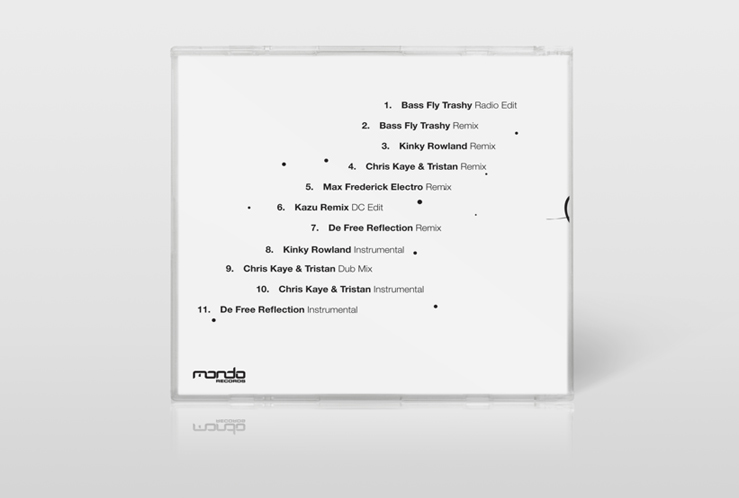 1. Bass Fly Trashy Radio Edit
2. Bass Fly Trashy Remix
3. Kinky Rowland Remix
4. Chris Kaye & Tristan Remix
5. Max Frederick Electro Remix
6. Kazu Remix DC Edit
7. De Free Reflection Remix
8. Kinky Rowland Instrumental
9. Chris Kaye & Tristan Dub Mix
10. Chris Kaye & Tristan Instrumental
11. De Free Reflection Instrumental
mondo
RECORDS